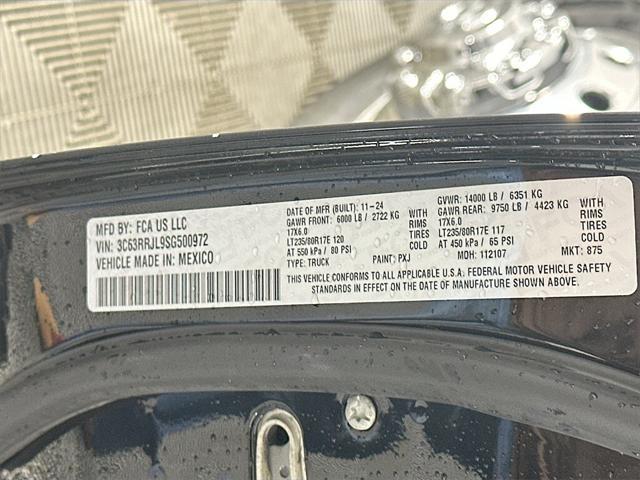 MFD BY: FCA US LLC
VIN: 3C63RRJL9SG500972
VEHICLE MADE IN: MEXICO
DATE OF MFR (BUILT): 11-24
GAWR FRONT: 6000 LB / 2722 KG WITH
17X6.0 RIMS
LT235/80R17E 120 TIRES
AT 550 kPa / 80 PSI COLD
TYPE: TRUCK PAINT: PXJ
GVWR: 14000 LB / 6351 KG
GAWR REAR: 9750 LB / 4423 KG WITH
17X6.0 RIMS
LT235/80R17E 117 TIRES
AT 450 kPa / 65 PSI COLD
MDH: 112107 MKT: 875
THIS VEHICLE CONFORMS TO ALL APPLICABLE U.S.A. FEDERAL MOTOR VEHICLE SAFETY
STANDARDS IN EFFECT ON THE DATE OF MANUFACTURE SHOWN ABOVE.